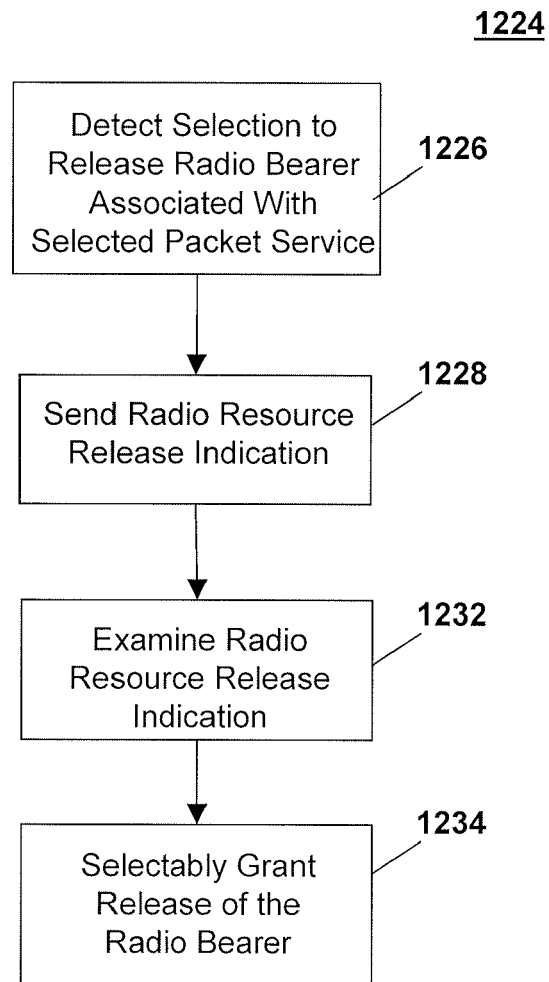 1224
Detect Selection to
Release Radio Bearer
Associated With
Selected Packet Service
1226
Send Radio Resource
Release Indication
1228
Examine Radio
Resource Release
Indication
1232
Selectably Grant
Release of the
Radio Bearer
1234